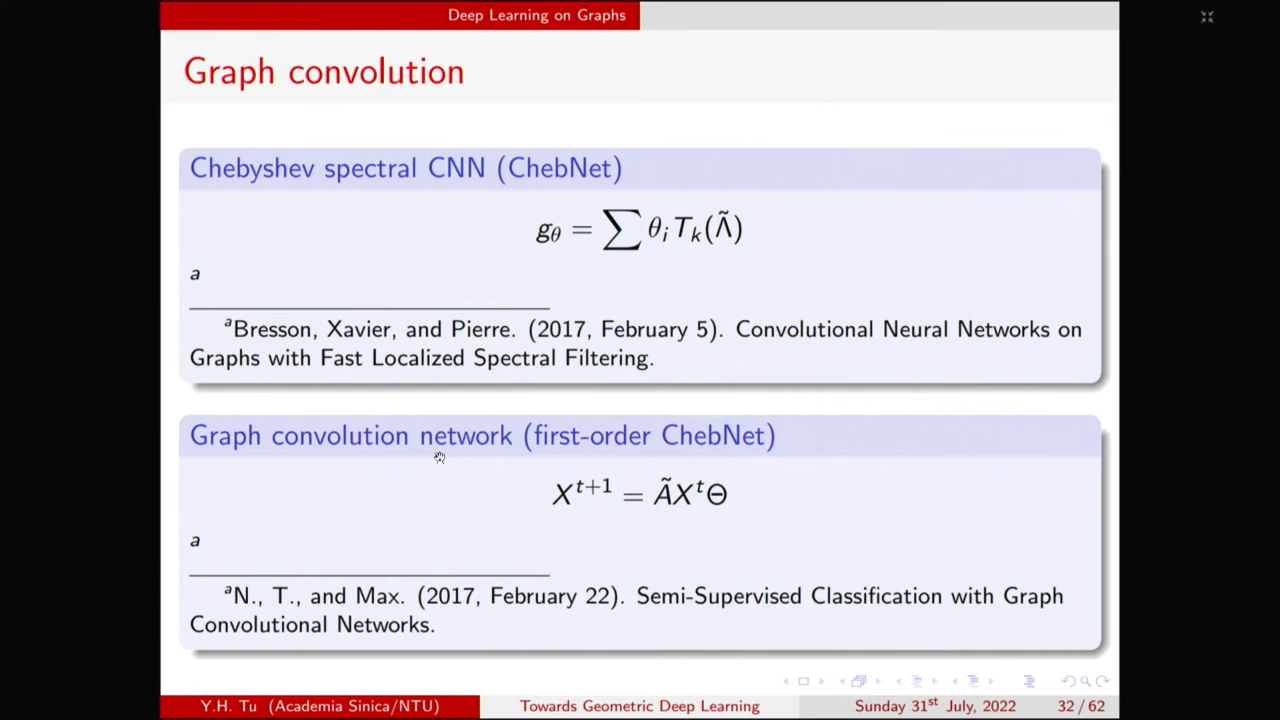 Deep Learning on Graphs
Graph convolution
Chebyshev spectral CNN (ChebNet)
g_θ = ∑ θ_i T_k(Λ̃)
a
ᵃBresson, Xavier, and Pierre. (2017, February 5). Convolutional Neural Networks on
Graphs with Fast Localized Spectral Filtering.
Graph convolution network (first-order ChebNet)
X^{t+1} = ÃX^tΘ
a
ᵃN., T., and Max. (2017, February 22). Semi-Supervised Classification with Graph
Convolutional Networks.
Y.H. Tu (Academia Sinica/NTU) Towards Geometric Deep Learning Sunday 31ˢᵗ July, 2022 32 / 62